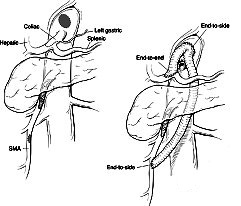 Celiac
Hepatic
Left gastric
Splenic
SMA
End-to-side
End-to-end
End-to-side